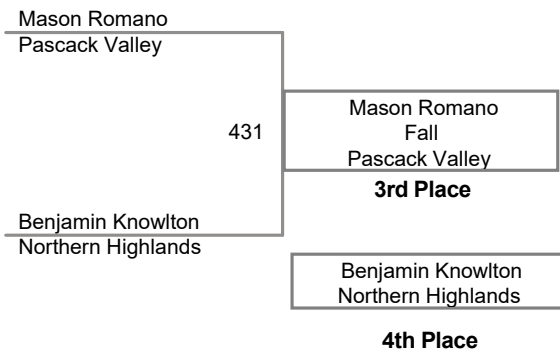 Mason Romano
Pascack Valley
431
Mason Romano
Fall
Pascack Valley
3rd Place
Benjamin Knowlton
Northern Highlands
Benjamin Knowlton
Northern Highlands
4th Place